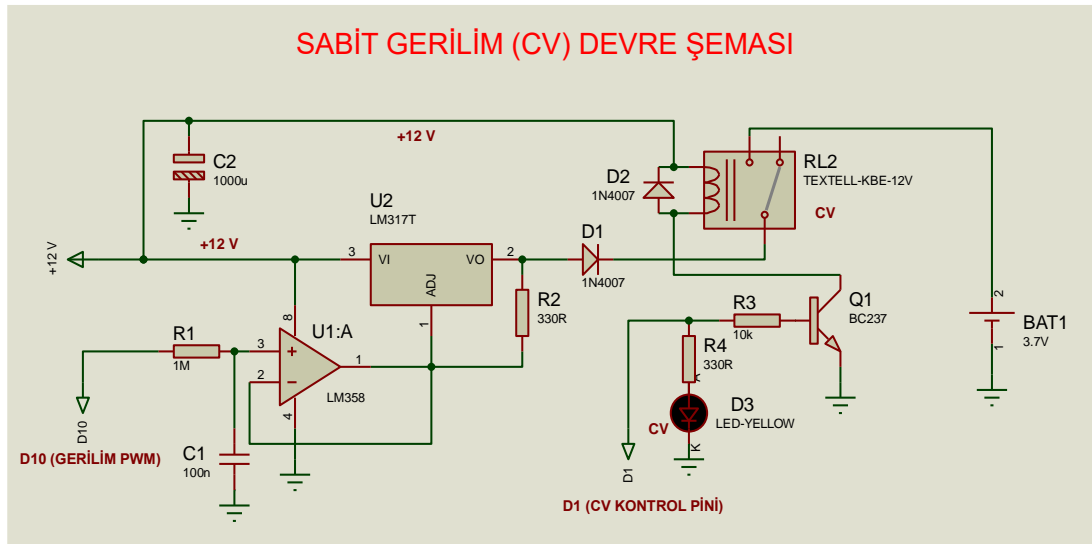 SABİT GERİLİM (CV) DEVRE ŞEMASI
+12 V
C2
1000u
RL2
TEXTELL-KBE-12V
CV
D2
1N4007
U2
LM317T
+12 V
+12 V
3
VI
VO
2
ADJ
1
D1
1N4007
R2
330R
R3
10k
Q1
BC237
BAT1
3.7V
2
1
R1
1M
8
U1:A
3
2
1
4
LM358
R4
330R
A
D3
LED-YELLOW
CV
K
D10
D10 (GERİLİM PWM)
C1
100n
D1
D1 (CV KONTROL PİNİ)